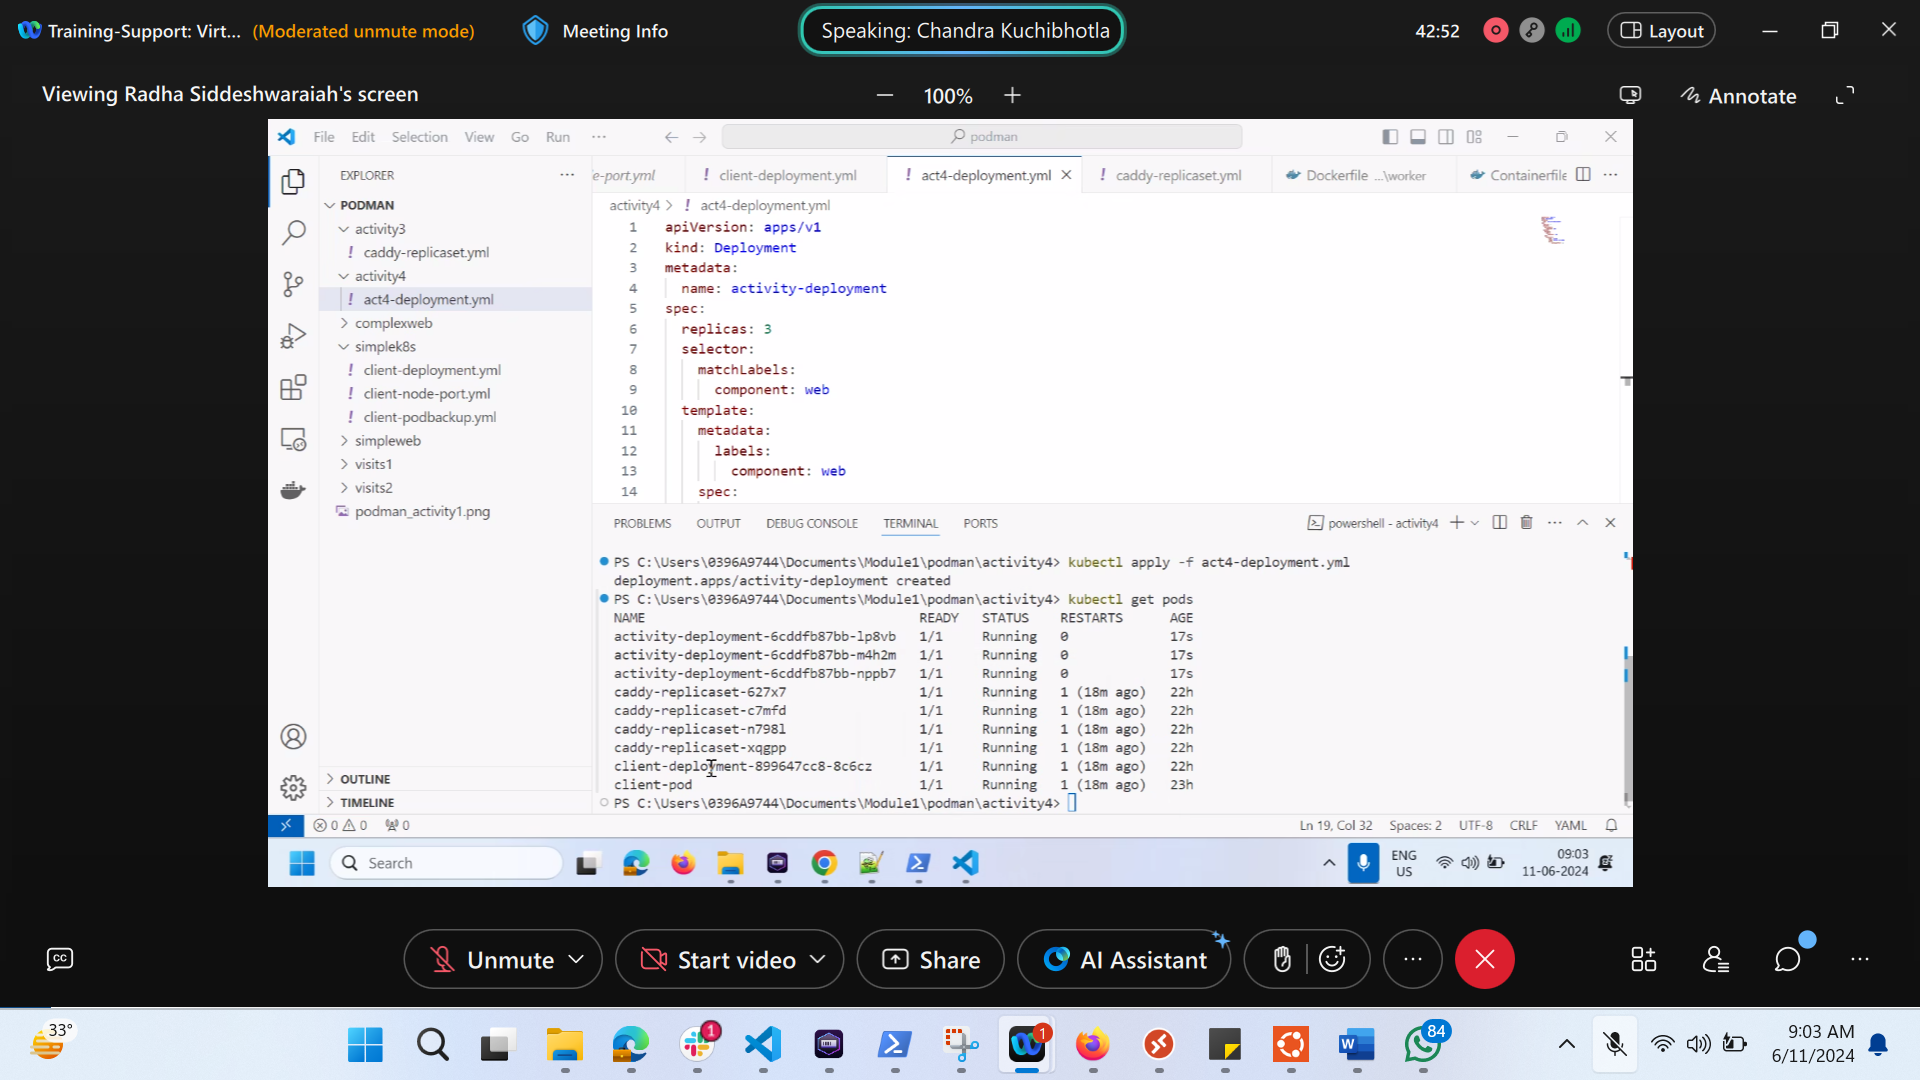 Training-Support: Virt... (Moderated unmute mode) Meeting Info Speaking: Chandra Kuchibhotla 42:52 Layout
Viewing Radha Siddeshwaraiah's screen 100% Annotate
File Edit Selection View Go Run ··· podman
EXPLORER ···
e-port.yml ! client-deployment.yml ! act4-deployment.yml ! caddy-replicaset.yml Dockerfile ...\worker Containerfile ···
PODMAN
activity3
! caddy-replicaset.yml
activity4
! act4-deployment.yml
complexweb
simplek8s
! client-deployment.yml
! client-node-port.yml
! client-podbackup.yml
simpleweb
visits1
visits2
podman_activity1.png
OUTLINE
TIMELINE
activity4 > ! act4-deployment.yml
1 apiVersion: apps/v1
2 kind: Deployment
3 metadata:
4 name: activity-deployment
5 spec:
6 replicas: 3
7 selector:
8 matchLabels:
9 component: web
10 template:
11 metadata:
12 labels:
13 component: web
14 spec:
PROBLEMS OUTPUT DEBUG CONSOLE TERMINAL PORTS powershell - activity4 ···
PS C:\Users\0396A9744\Documents\Module1\podman\activity4> kubectl apply -f act4-deployment.yml
deployment.apps/activity-deployment created
PS C:\Users\0396A9744\Documents\Module1\podman\activity4> kubectl get pods
NAME READY STATUS RESTARTS AGE
activity-deployment-6cddfb87bb-lp8vb 1/1 Running 0 17s
activity-deployment-6cddfb87bb-m4h2m 1/1 Running 0 17s
activity-deployment-6cddfb87bb-nppb7 1/1 Running 0 17s
caddy-replicaset-627x7 1/1 Running 1 (18m ago) 22h
caddy-replicaset-c7mfd 1/1 Running 1 (18m ago) 22h
caddy-replicaset-n798l 1/1 Running 1 (18m ago) 22h
caddy-replicaset-xqgpp 1/1 Running 1 (18m ago) 22h
client-deployment-899647cc8-8c6cz 1/1 Running 1 (18m ago) 22h
client-pod 1/1 Running 1 (18m ago) 23h
PS C:\Users\0396A9744\Documents\Module1\podman\activity4>
0 0 0 Ln 19, Col 32 Spaces: 2 UTF-8 CRLF YAML
Search ENG
US
09:03
11-06-2024
CC Unmute Start video Share AI Assistant ···
33° 1 1 W 84
9:03 AM
6/11/2024